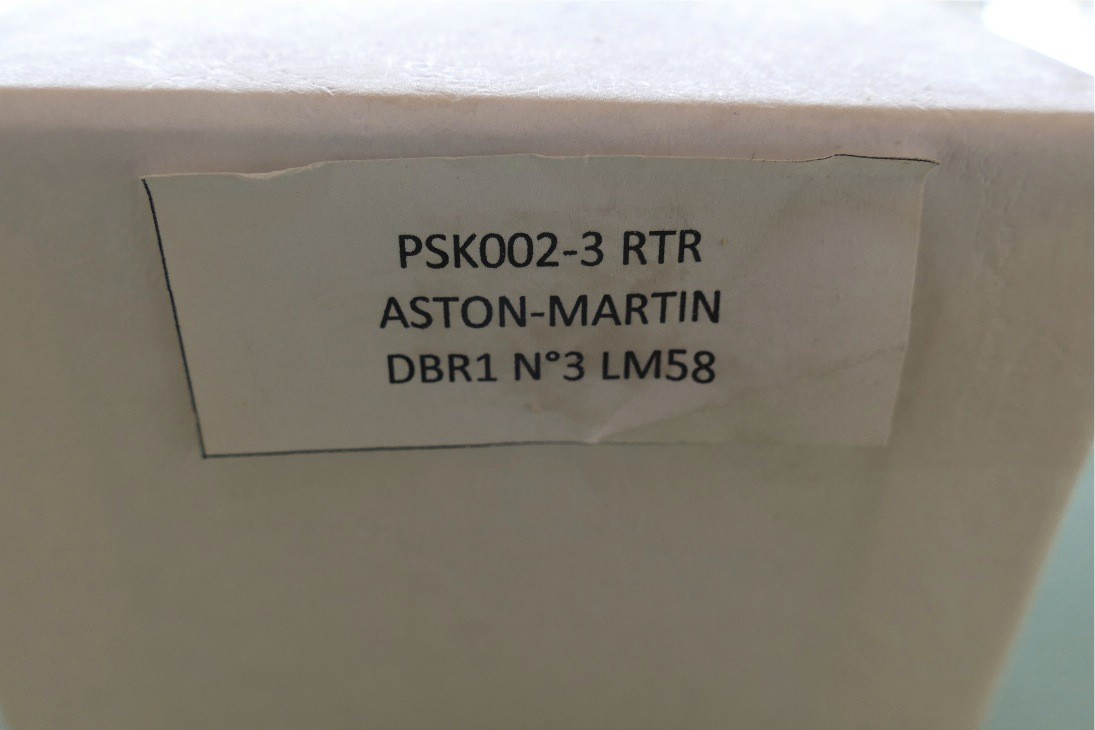 PSK002-3 RTR
ASTON-MARTIN
DBR1 N°3 LM58